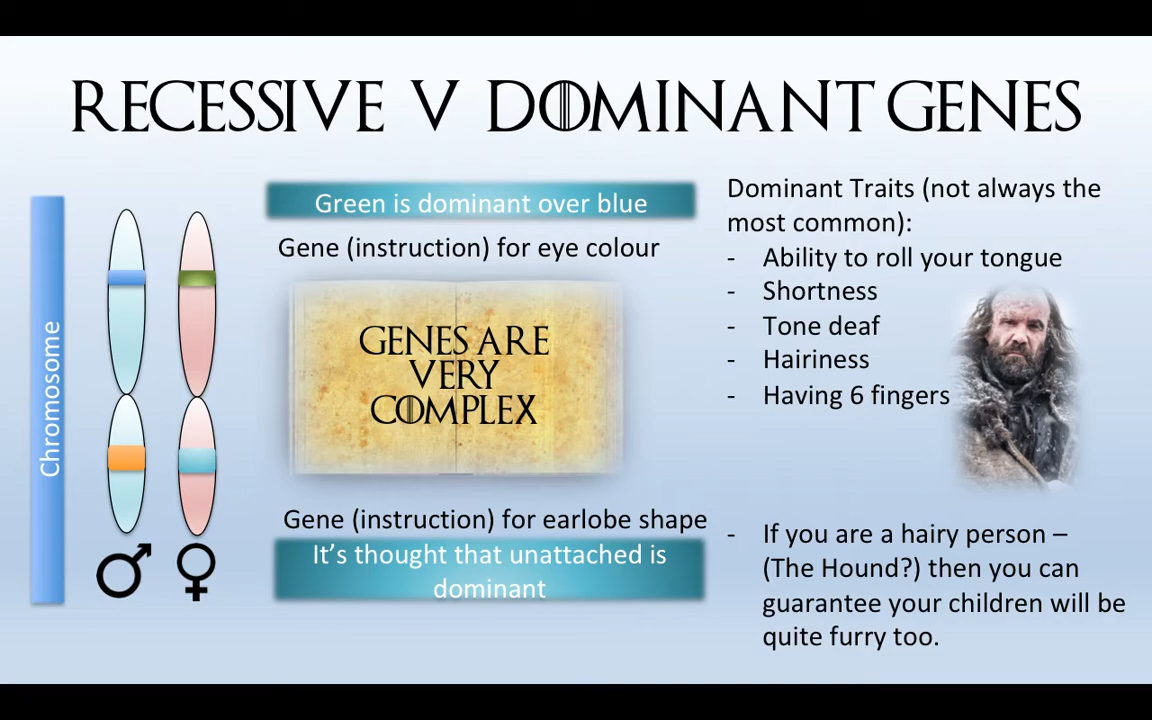 RECESSIVE V DOMINANT GENES
Chromosome
Green is dominant over blue
Gene (instruction) for eye colour
GENES ARE
VERY
COMPLEX
Gene (instruction) for earlobe shape
It's thought that unattached is
dominant
Dominant Traits (not always the
most common):
- Ability to roll your tongue
- Shortness
- Tone deaf
- Hairiness
- Having 6 fingers
- If you are a hairy person –
(The Hound?) then you can
guarantee your children will be
quite furry too.